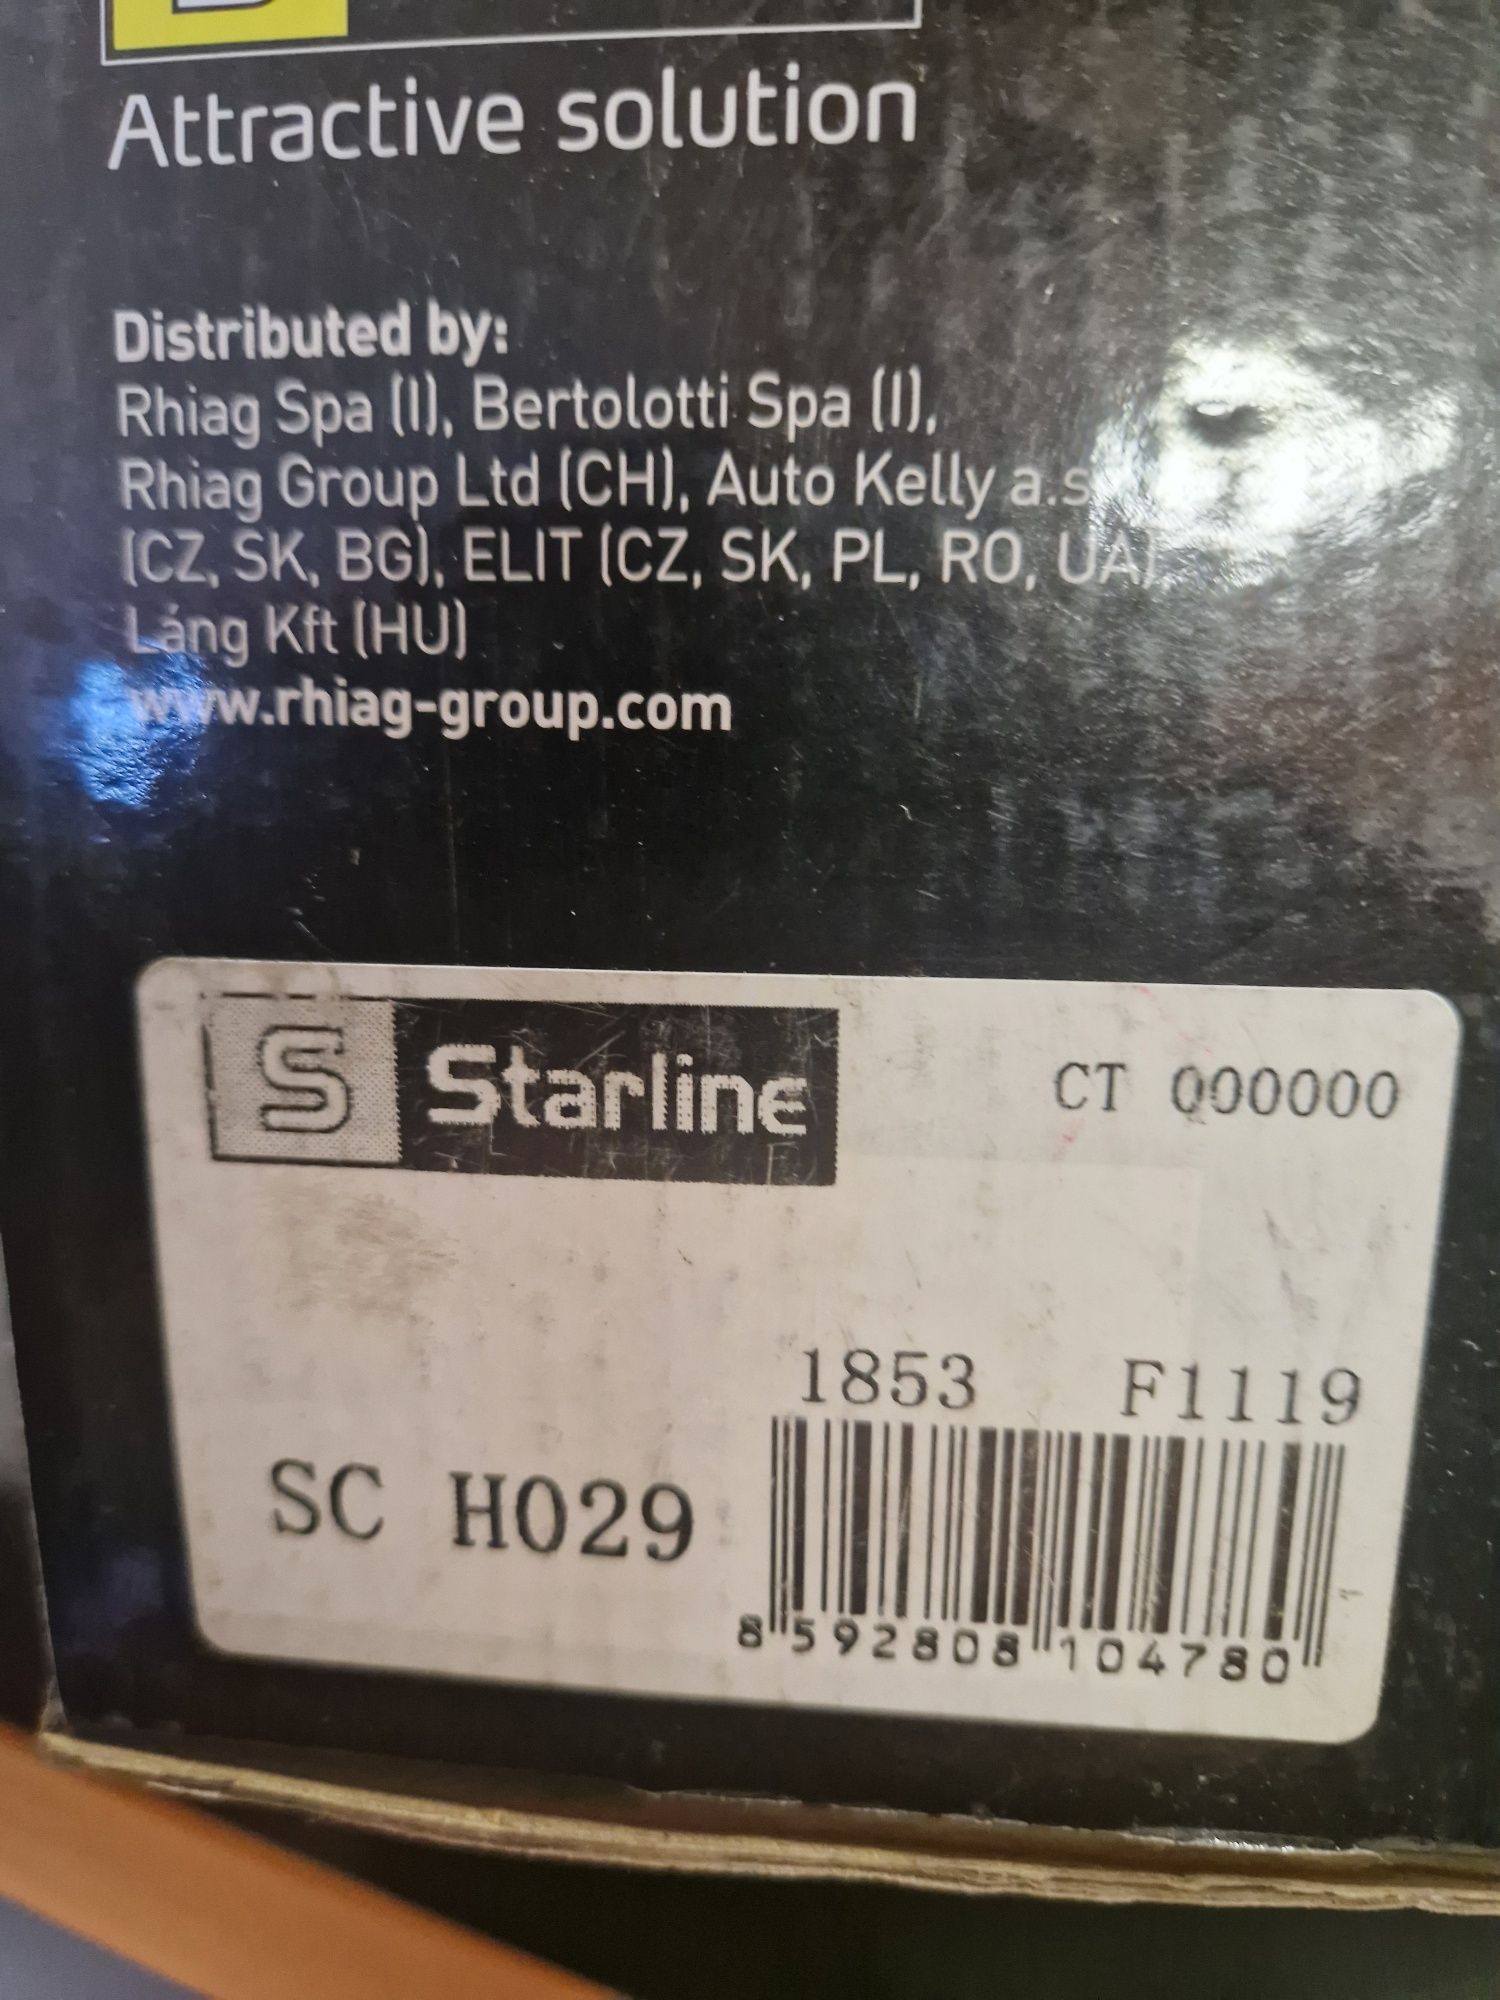 Attractive solution
Distributed by:
Rhiag Spa (I), Bertolotti Spa (I),
Rhiag Group Ltd (CH), Auto Kelly a.s
(CZ, SK, BG), ELIT (CZ, SK, PL, RO, UA)
Láng Kft (HU)
www.rhiag-group.com
S Starline
CT 000000
1853 F1119
SC H029
8 592808 104780